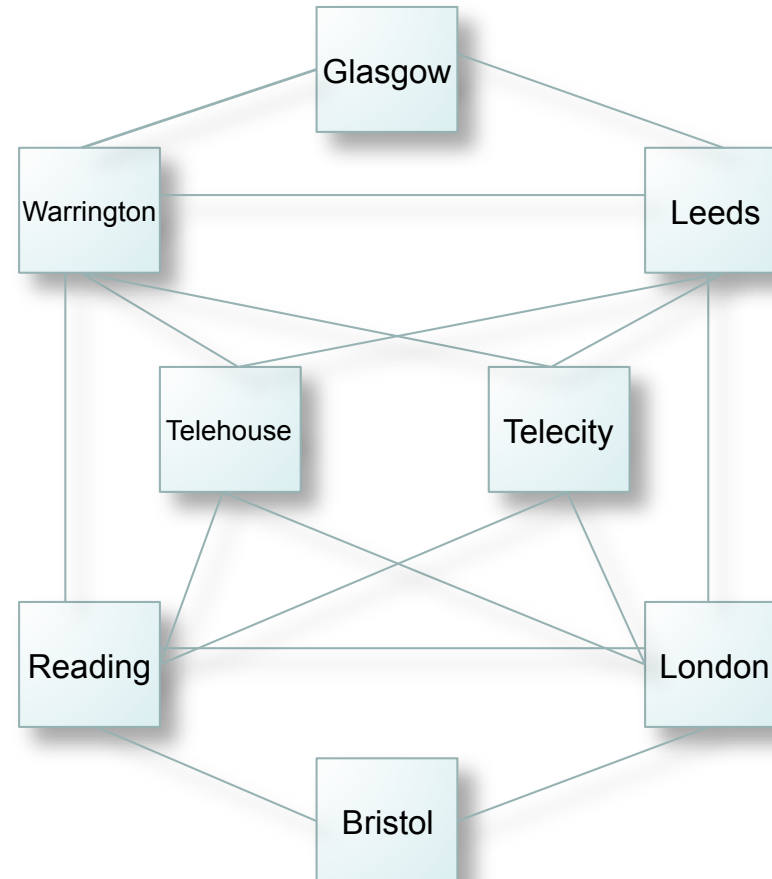 Glasgow
Warrington
Leeds
Telehouse
Telecity
Reading
London
Bristol